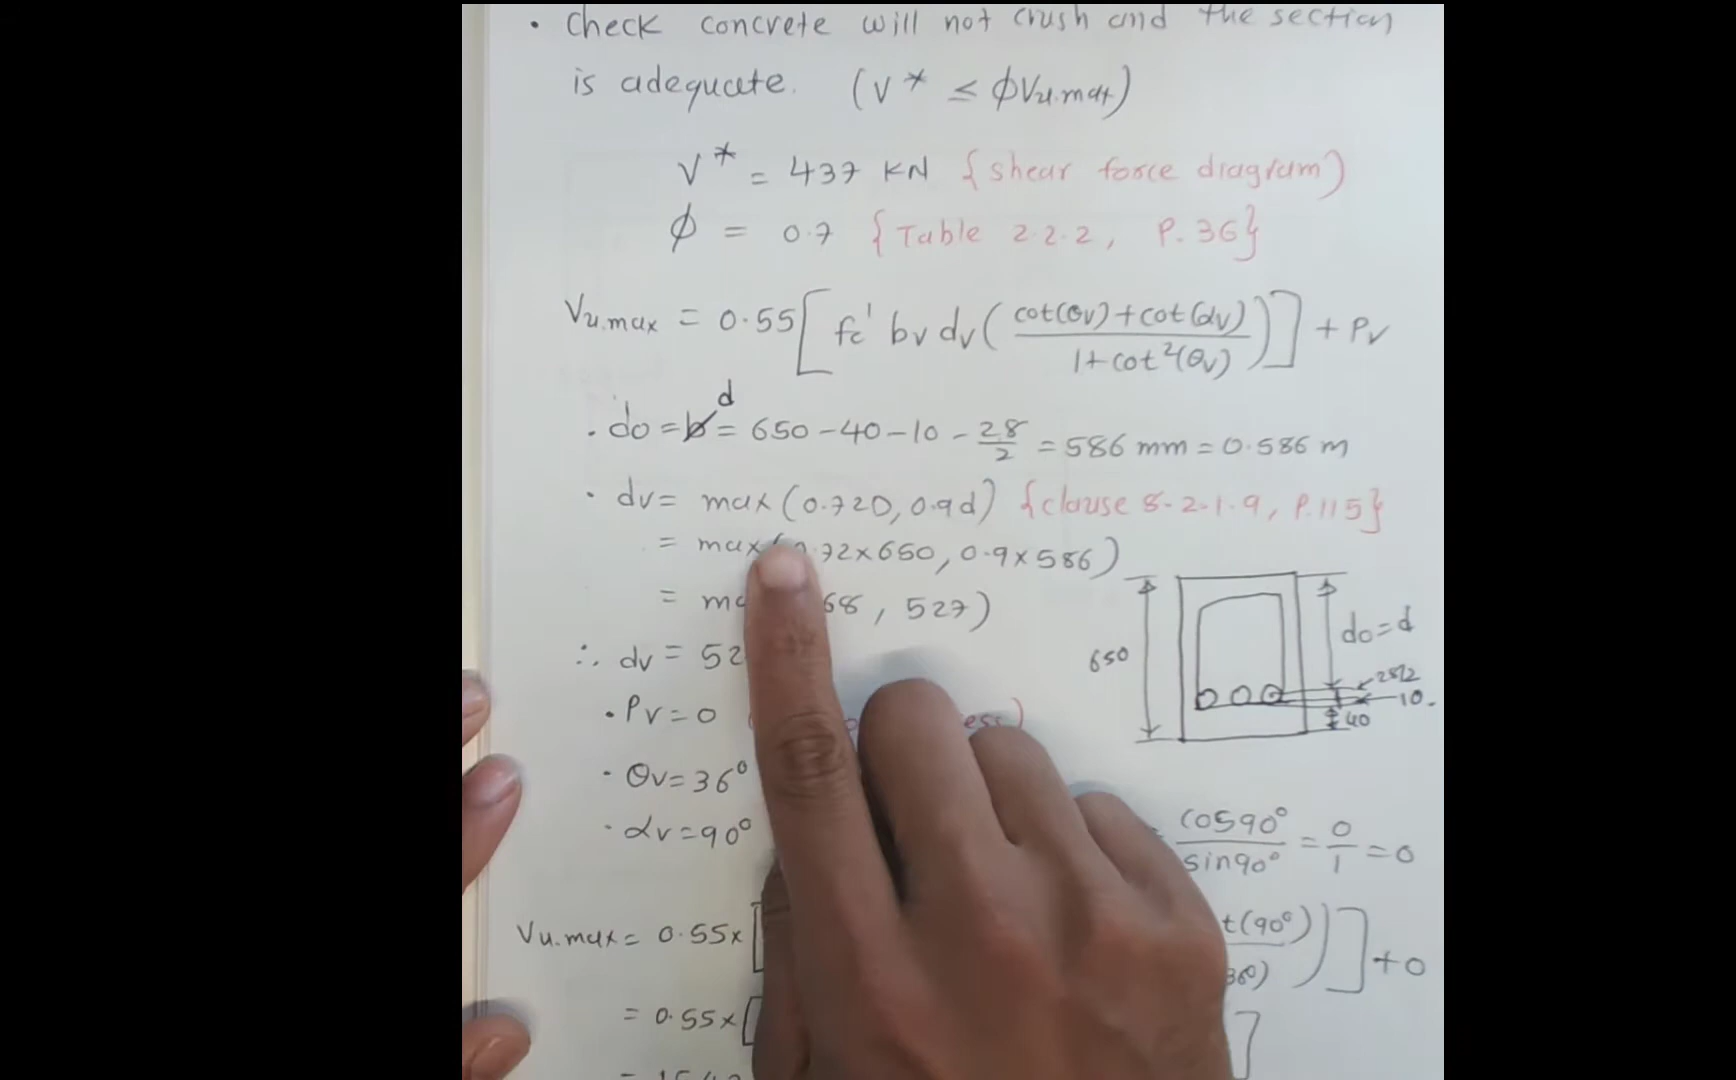 • Check concrete will not crush and the section
is adequate. (V* ≤ ϕVu.max)
V* = 437 KN {shear force diagram)
ϕ = 0.7 {Table 2.2.2, P.36}
Vu.max = 0.55[fc' bv dv(cot(θv)+cot(αv) / 1+cot²(θv))] + Pv
d
• do = b = 650 - 40 - 10 - 28/2 = 586 mm = 0.586 m
• dv = max(0.72D, 0.9d) {clause 8.2.1.9, P.115}
= max(0.72×650, 0.9×586)
= 68, 527)
650
do=d
28/2
10.
40
∴ dv = 52
• Pv = 0
• θv = 36°
• αv = 90°
cos90° / sin90° = 0/1 = 0
Vu.max = 0.55×[ t(90°))] + 0
= 0.55×[ ]